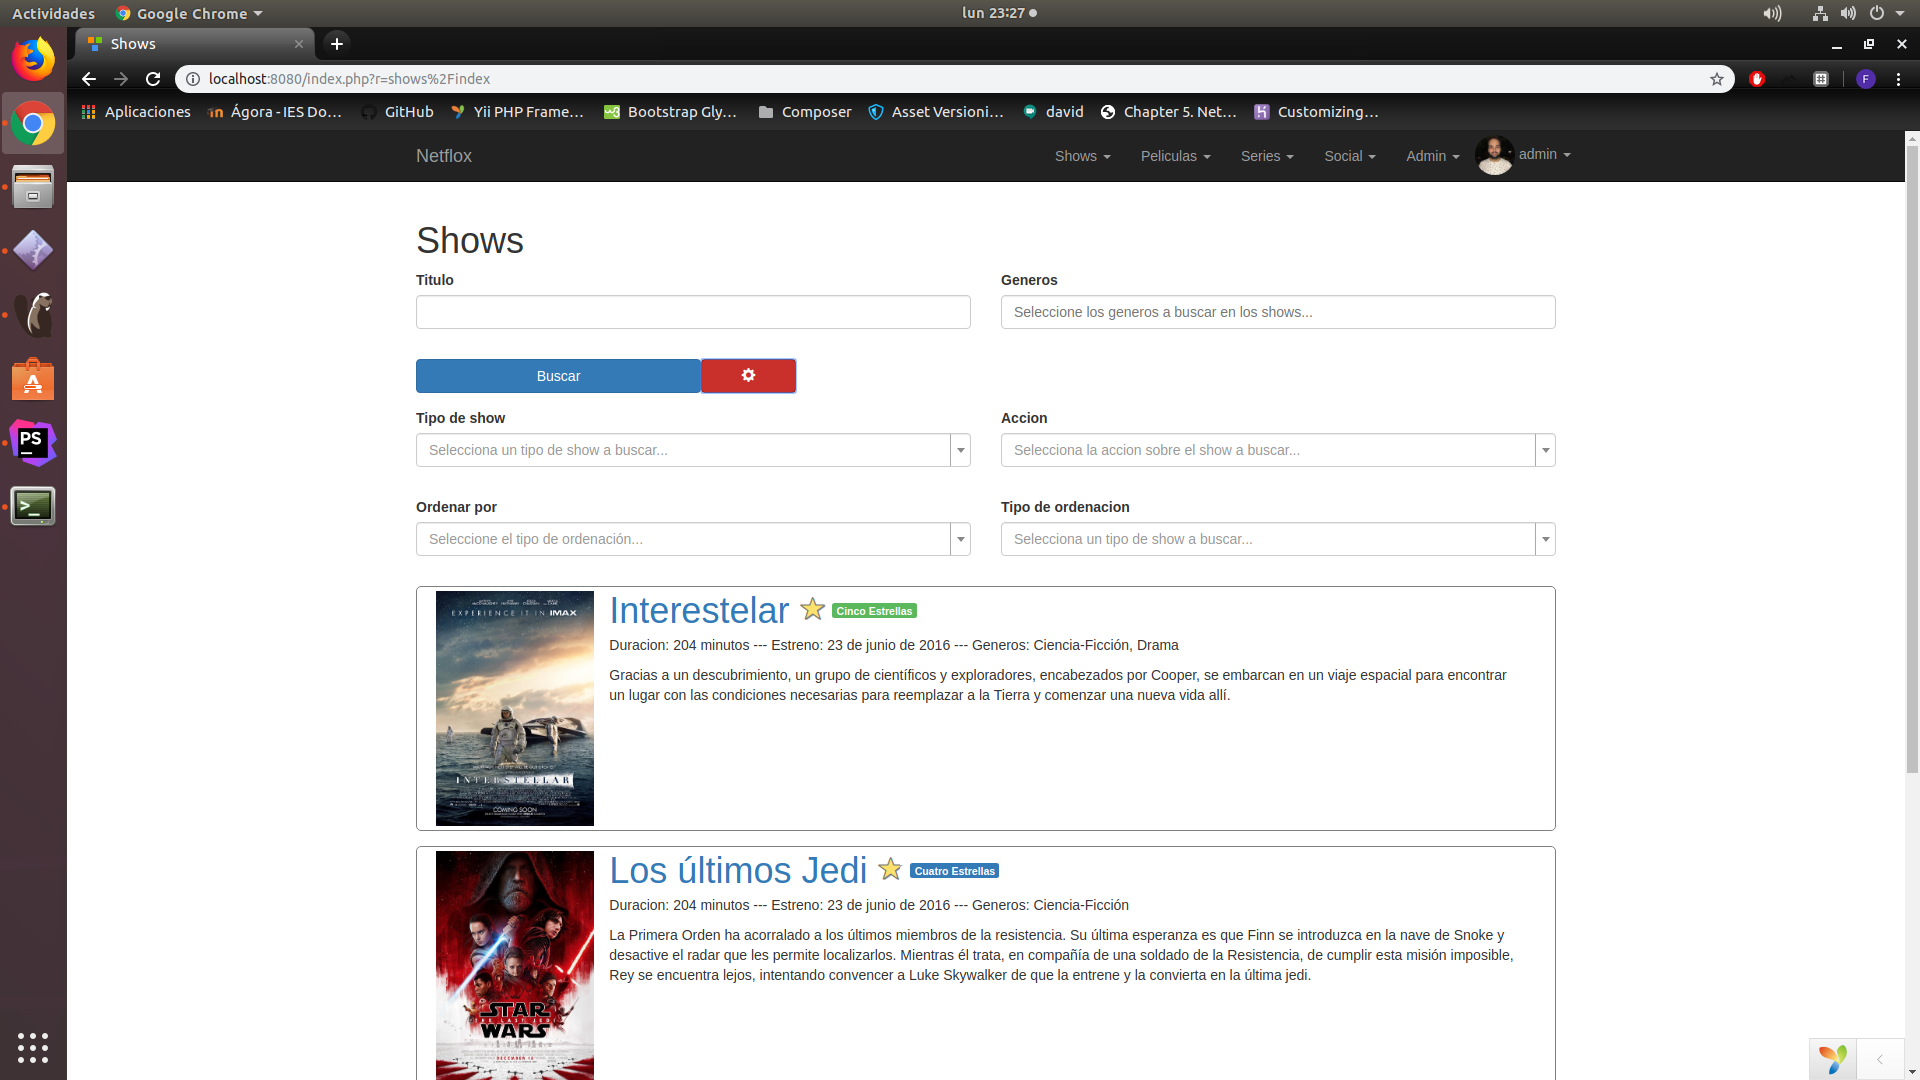 Actividades Google Chrome lun 23:27
Shows
localhost:8080/index.php?r=shows%2Findex
F
Aplicaciones Ágora - IES Do... GitHub Yii PHP Frame... Bootstrap Gly... Composer Asset Versioni... david Chapter 5. Net... Customizing...
Netflox Shows Peliculas Series Social Admin admin
Shows
Titulo Generos
Seleccione los generos a buscar en los shows...
Buscar
Tipo de show Accion
Selecciona un tipo de show a buscar... Selecciona la accion sobre el show a buscar...
Ordenar por Tipo de ordenacion
Seleccione el tipo de ordenación... Selecciona un tipo de show a buscar...
EXPERIENCE IT IN IMAX
INTERSTELLAR
COMING SOON
Interestelar Cinco Estrellas
Duracion: 204 minutos --- Estreno: 23 de junio de 2016 --- Generos: Ciencia-Ficción, Drama
Gracias a un descubrimiento, un grupo de científicos y exploradores, encabezados por Cooper, se embarcan en un viaje espacial para encontrar
un lugar con las condiciones necesarias para reemplazar a la Tierra y comenzar una nueva vida allí.
Los últimos Jedi Cuatro Estrellas
Duracion: 204 minutos --- Estreno: 23 de junio de 2016 --- Generos: Ciencia-Ficción
La Primera Orden ha acorralado a los últimos miembros de la resistencia. Su última esperanza es que Finn se introduzca en la nave de Snoke y
desactive el radar que les permite localizarlos. Mientras él trata, en compañía de una soldado de la Resistencia, de cumplir esta misión imposible,
Rey se encuentra lejos, intentando convencer a Luke Skywalker de que la entrene y la convierta en la última jedi.
STAR
THE LAST JEDI
WARS
PS